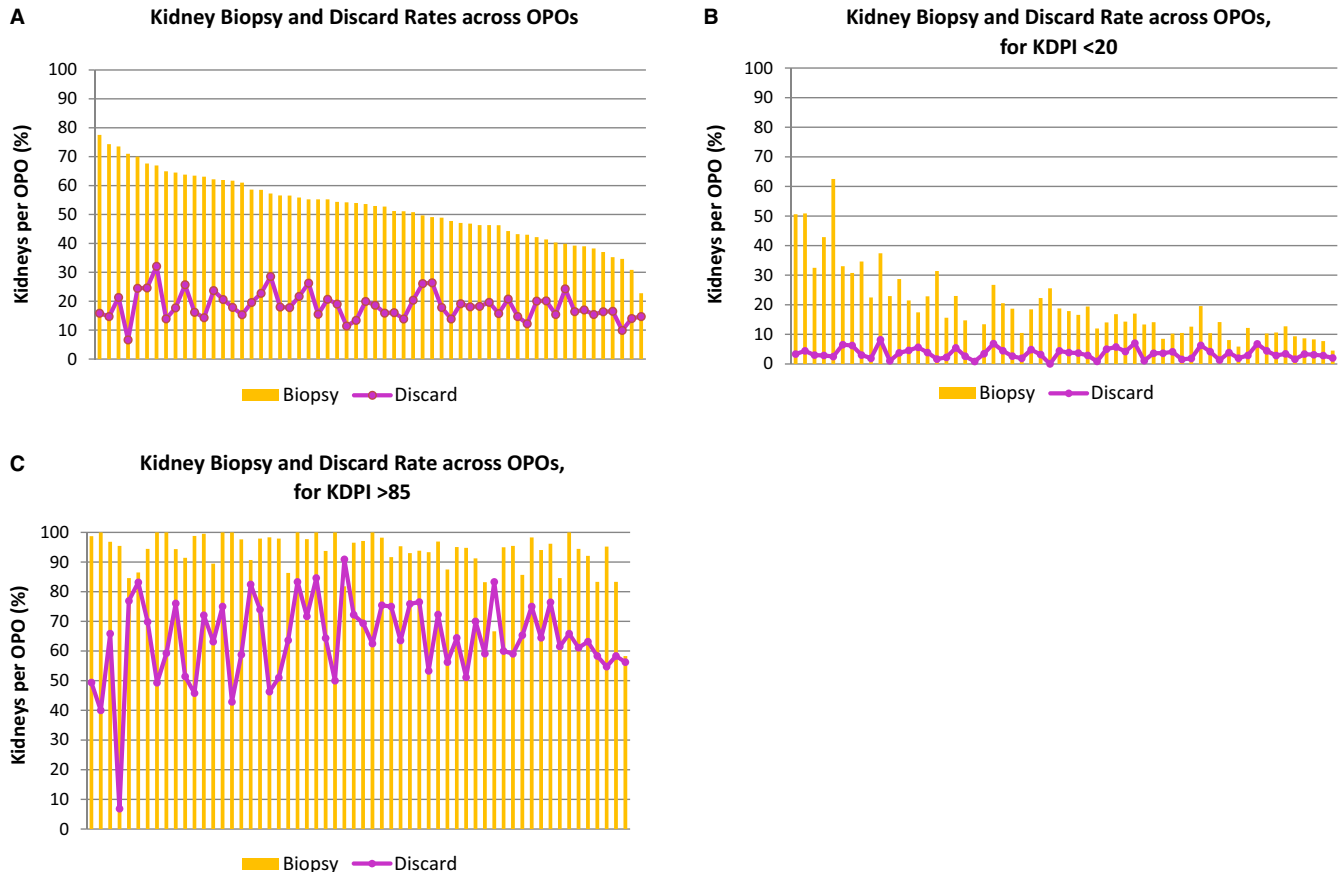 A
Kidney Biopsy and Discard Rates across OPOs
100
90
80
70
60
50
40
30
20
10
0
Kidneys per OPO (%)
Biopsy Discard
B
Kidney Biopsy and Discard Rate across OPOs,
for KDPI <20
100
90
80
70
60
50
40
30
20
10
0
Kidneys per OPO (%)
Biopsy Discard
C
Kidney Biopsy and Discard Rate across OPOs,
for KDPI >85
100
90
80
70
60
50
40
30
20
10
0
Kidneys per OPO (%)
Biopsy Discard